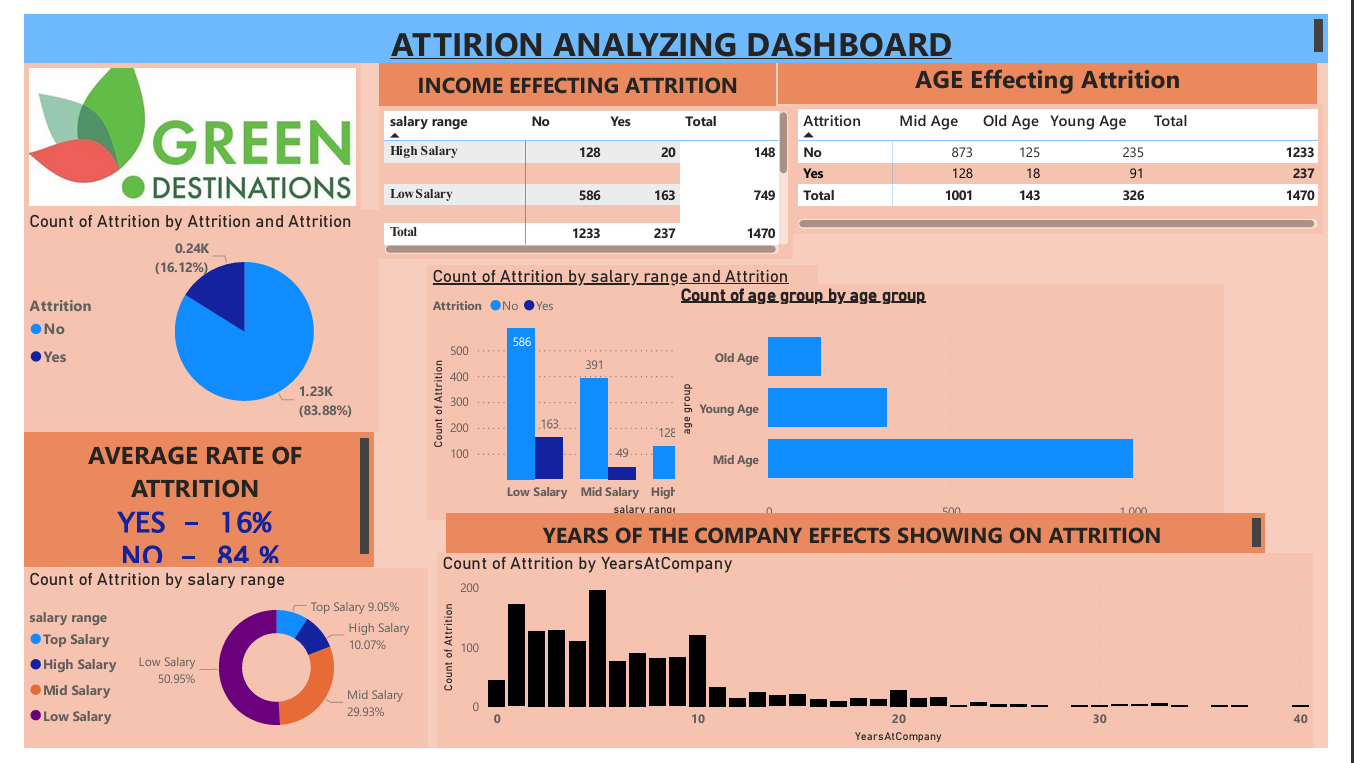 ATTIRION ANALYZING DASHBOARD
GREEN
DESTINATIONS
INCOME EFFECTING ATTRITION
salary range No Yes Total
High Salary 128 20 148
Low Salary 586 163 749
Total 1233 237 1470
AGE Effecting Attrition
Attrition Mid Age Old Age Young Age Total
No 873 125 235 1233
Yes 128 18 91 237
Total 1001 143 326 1470
Count of Attrition by Attrition and Attrition
0.24K
(16.12%)
Attrition
No
Yes
1.23K
(83.88%)
Count of Attrition by salary range and Attrition
Attrition No Yes
Count of Attrition
500
400
300
200
100
586
163
391
49
128
Low Salary Mid Salary High
salary range
Count of age group by age group
age group
Old Age
Young Age
Mid Age
0 500 1,000
AVERAGE RATE OF
ATTRITION
YES – 16%
NO – 84 %
YEARS OF THE COMPANY EFFECTS SHOWING ON ATTRITION
Count of Attrition by salary range
salary range
Top Salary
High Salary
Mid Salary
Low Salary
Top Salary 9.05%
High Salary
10.07%
Low Salary
50.95%
Mid Salary
29.93%
Count of Attrition by YearsAtCompany
Count of Attrition
200
100
0
0 10 20 30 40
YearsAtCompany